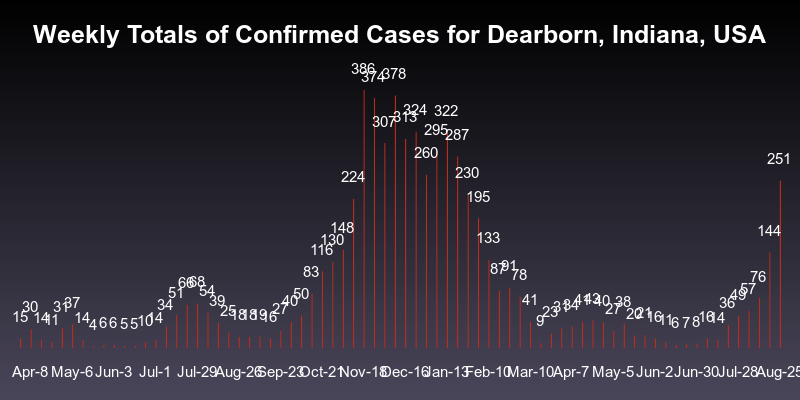 Weekly Totals of Confirmed Cases for Dearborn, Indiana, USA
15 30 14 11 31 37 14 4 6 6 5 5 10 14 34 51 66 68 54 39 25 18 18 19 16 27 40 50 83 116 130 148 224 386 374 307 378 313 324 260 295 322 287 230 195 133 87 91 78 41 9 23 31 34 41 43 40 27 38 20 21 16 11 6 7 8 16 14 36 49 57 76 144 251
Apr-8 May-6 Jun-3 Jul-1 Jul-29 Aug-26 Sep-23 Oct-21 Nov-18 Dec-16 Jan-13 Feb-10 Mar-10 Apr-7 May-5 Jun-2 Jun-30 Jul-28 Aug-25